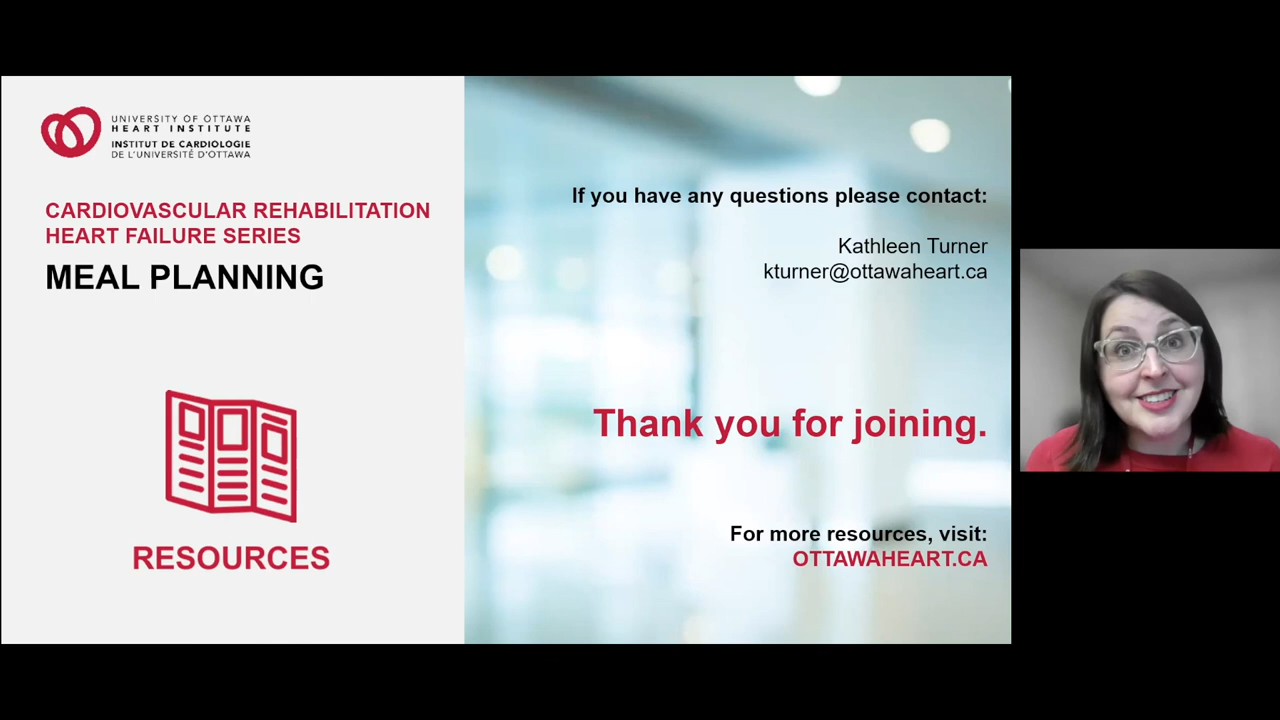 UNIVERSITY OF OTTAWA
HEART INSTITUTE
INSTITUT DE CARDIOLOGIE
DE L'UNIVERSITÉ D'OTTAWA
CARDIOVASCULAR REHABILITATION
HEART FAILURE SERIES
MEAL PLANNING
RESOURCES
If you have any questions please contact:
Kathleen Turner
kturner@ottawaheart.ca
Thank you for joining.
For more resources, visit:
OTTAWAHEART.CA